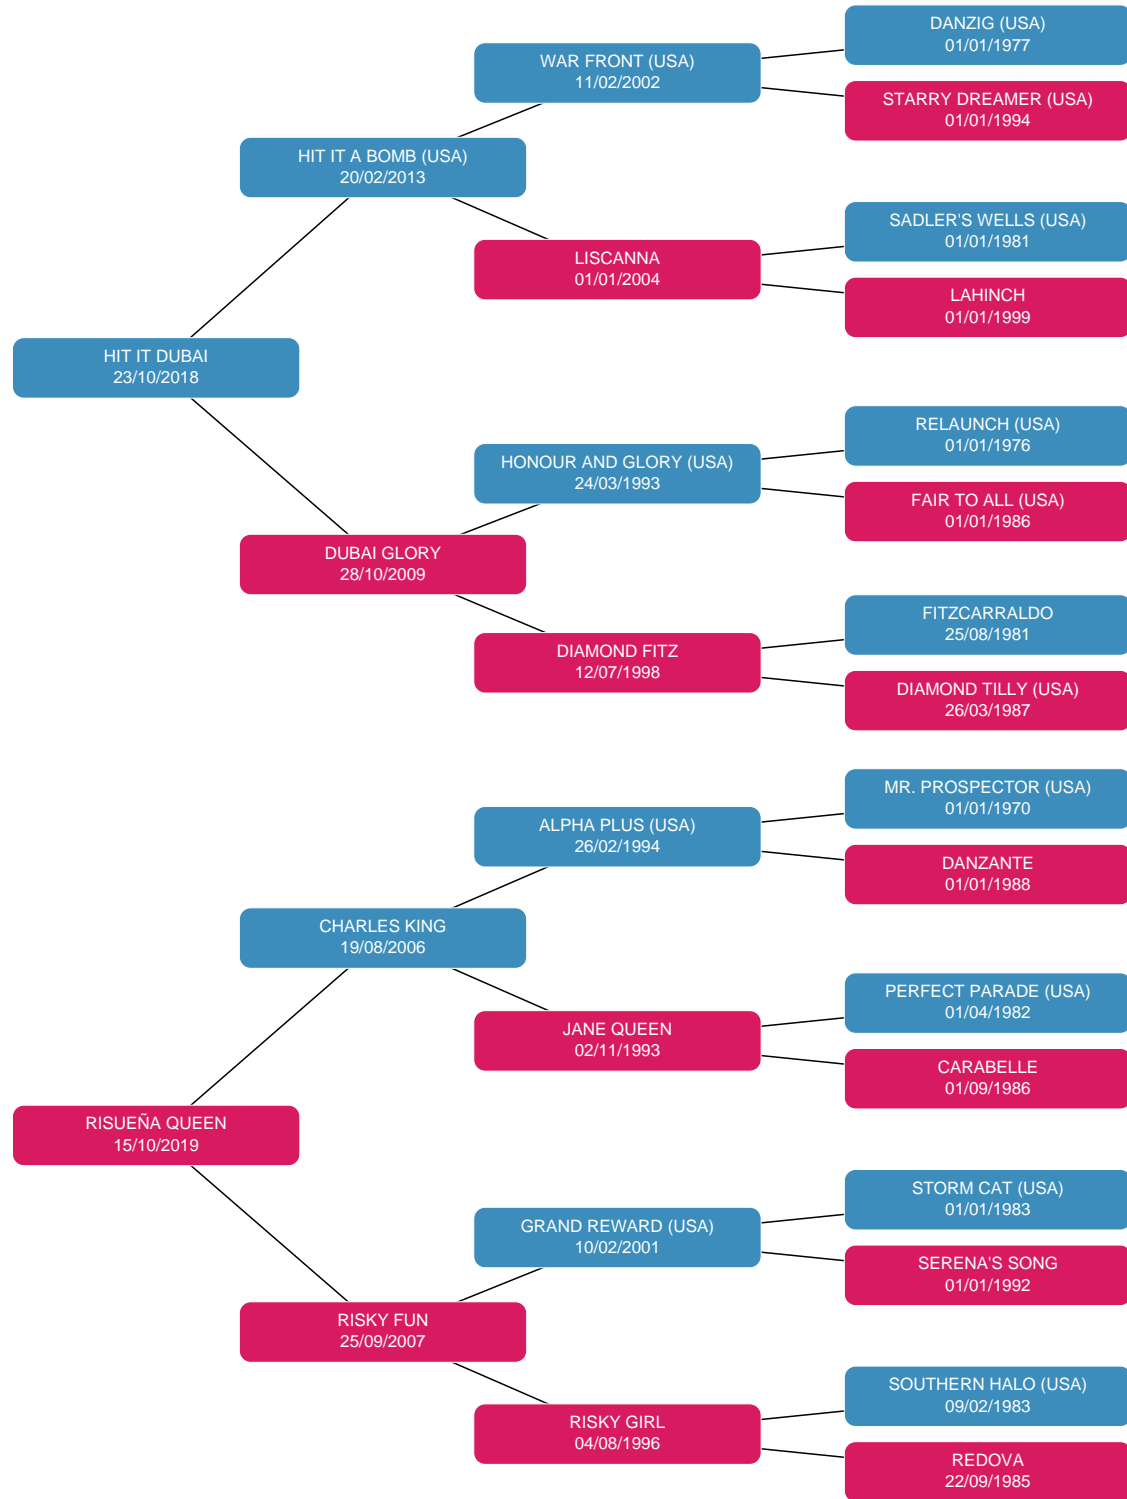 DANZIG (USA)
01/01/1977
WAR FRONT (USA)
11/02/2002
STARRY DREAMER (USA)
01/01/1994
HIT IT A BOMB (USA)
20/02/2013
SADLER'S WELLS (USA)
01/01/1981
LISCANNA
01/01/2004
LAHINCH
01/01/1999
HIT IT DUBAI
23/10/2018
RELAUNCH (USA)
01/01/1976
HONOUR AND GLORY (USA)
24/03/1993
FAIR TO ALL (USA)
01/01/1986
DUBAI GLORY
28/10/2009
FITZCARRALDO
25/08/1981
DIAMOND FITZ
12/07/1998
DIAMOND TILLY (USA)
26/03/1987
MR. PROSPECTOR (USA)
01/01/1970
ALPHA PLUS (USA)
26/02/1994
DANZANTE
01/01/1988
CHARLES KING
19/08/2006
PERFECT PARADE (USA)
01/04/1982
JANE QUEEN
02/11/1993
CARABELLE
01/09/1986
RISUEÑA QUEEN
15/10/2019
STORM CAT (USA)
01/01/1983
GRAND REWARD (USA)
10/02/2001
SERENA'S SONG
01/01/1992
RISKY FUN
25/09/2007
SOUTHERN HALO (USA)
09/02/1983
RISKY GIRL
04/08/1996
REDOVA
22/09/1985